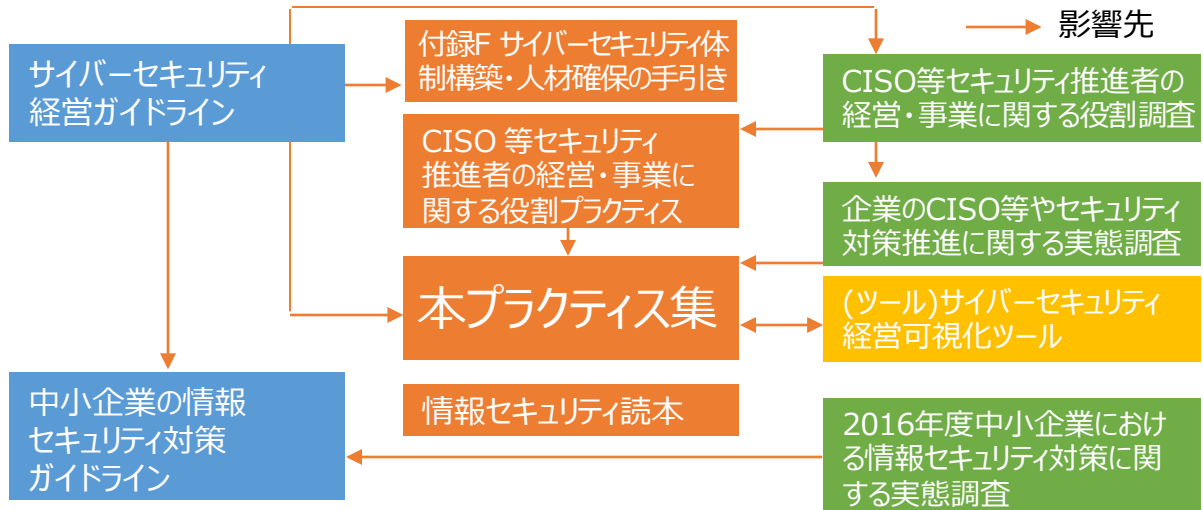 影響先
サイバーセキュリティ
経営ガイドライン
付録F サイバーセキュリティ体
制構築・人材確保の手引き
CISO等セキュリティ推進者の
経営・事業に関する役割調査
CISO 等セキュリティ
推進者の経営・事業に
関する役割プラクティス
企業のCISO等やセキュリティ
対策推進に関する実態調査
本プラクティス集
(ツール)サイバーセキュリティ
経営可視化ツール
中小企業の情報
セキュリティ対策
ガイドライン
情報セキュリティ読本
2016年度中小企業におけ
る情報セキュリティ対策に関
する実態調査